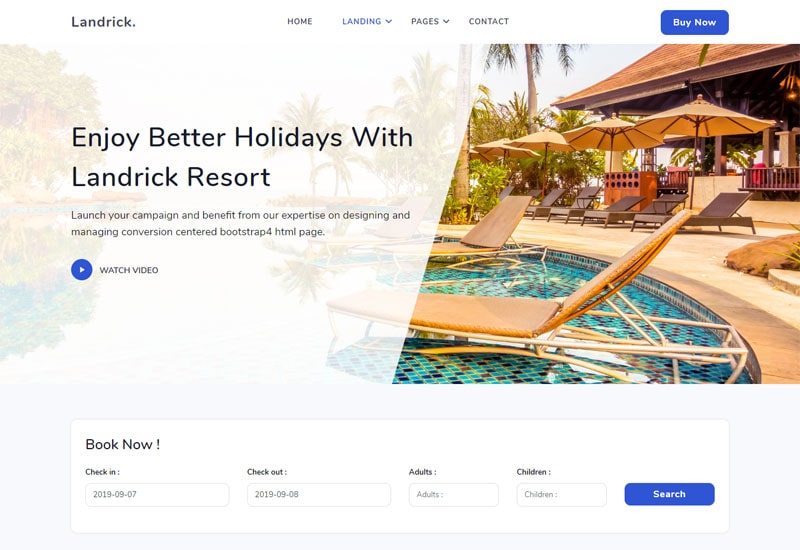 Landrick.
HOME
LANDING
PAGES
CONTACT
Buy Now
Enjoy Better Holidays With
Landrick Resort
Launch your campaign and benefit from our expertise on designing and
managing conversion centered bootstrap4 html page.
WATCH VIDEO
Book Now !
Check in :
Check out :
Adults :
Children :
2019-09-07
2019-09-08
Adults :
Children :
Search